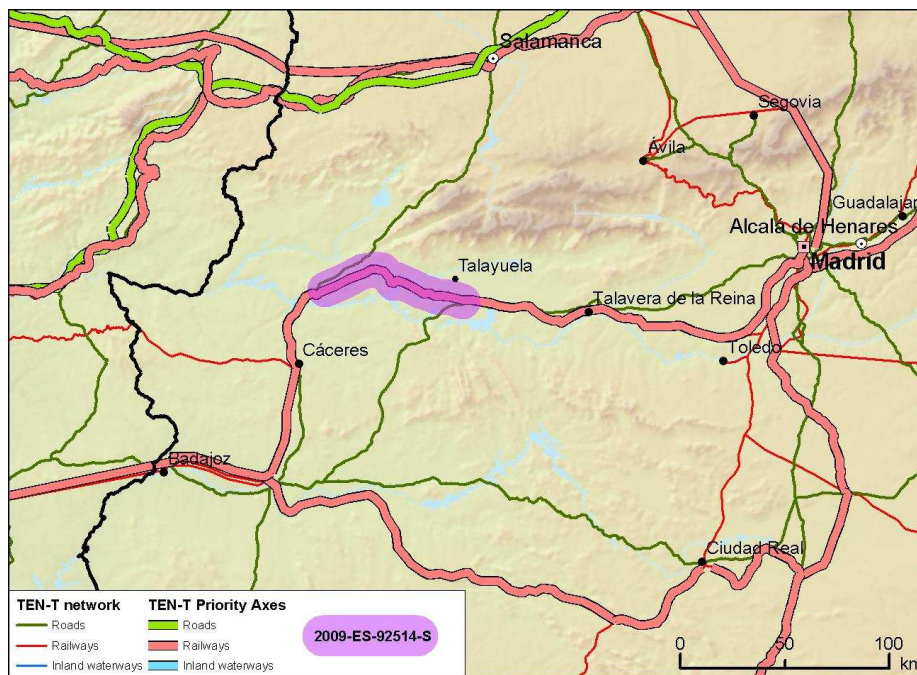 Salamanca
Segovia
Ávila
Guadalajar
Alcalá de Henares
Madrid
Talayuela
Talavera de la Reina
Toledo
Cáceres
Badajoz
Ciudad Real
TEN-T network TEN-T Priority Axes
Roads Roads
Railways Railways
Inland waterways Inland waterways
2009-ES-92514-S
0 50 100
km